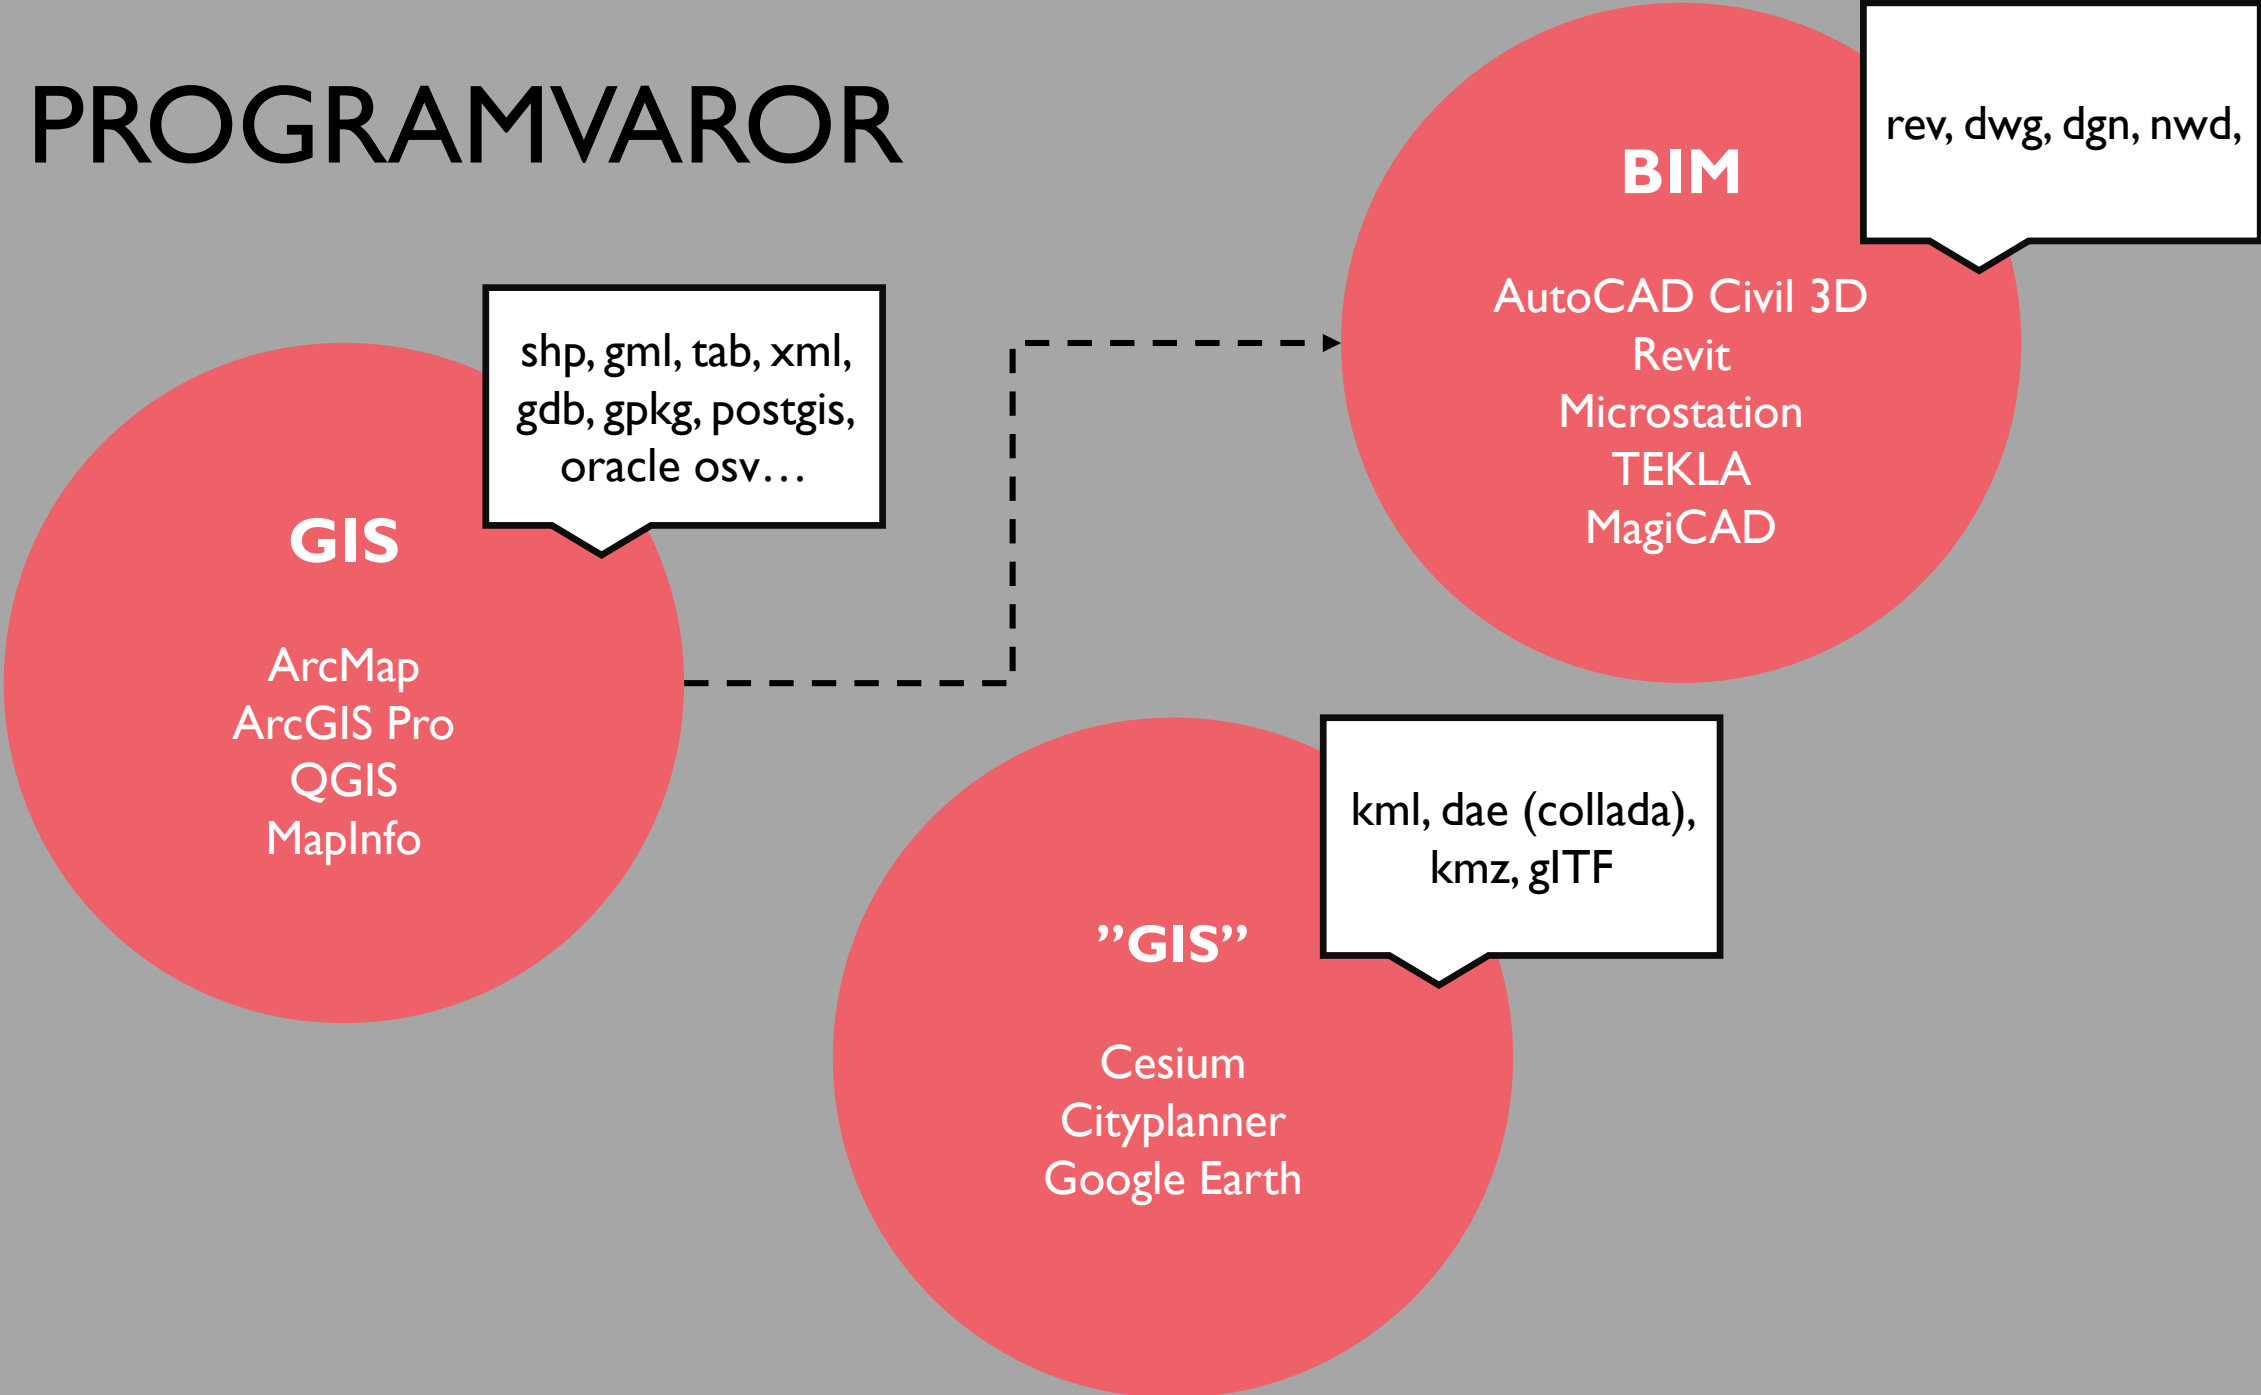 PROGRAMVAROR
GIS
ArcMap
ArcGIS Pro
QGIS
MapInfo
shp, gml, tab, xml,
gdb, gpkg, postgis,
oracle osv…
BIM
AutoCAD Civil 3D
Revit
Microstation
TEKLA
MagiCAD
rev, dwg, dgn, nwd,
”GIS”
Cesium
Cityplanner
Google Earth
kml, dae (collada),
kmz, glTF